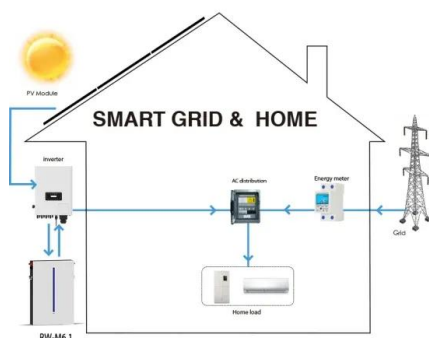 PV Module
SMART GRID & HOME
inverter
AC distribution
Energy meter
Grid
Home load
RW-M6.1